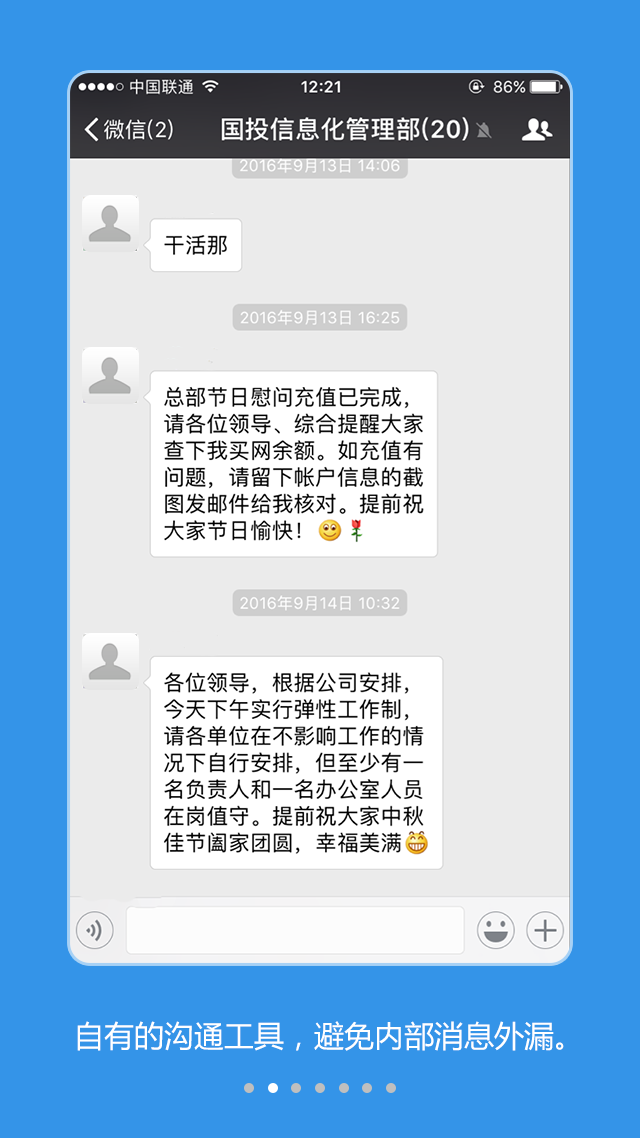 中国联通 12:21 86%
微信(2) 国投信息化管理部(20)
2016年9月13日 14:06
干活那
2016年9月13日 16:25
总部节日慰问充值已完成，
请各位领导、综合提醒大家
查下我买网余额。如充值有
问题，请留下帐户信息的截
图发邮件给我核对。提前祝
大家节日愉快！
2016年9月14日 10:32
各位领导，根据公司安排，
今天下午实行弹性工作制，
请各单位在不影响工作的情
况下自行安排，但至少有一
名负责人和一名办公室人员
在岗值守。提前祝大家中秋
佳节阖家团圆，幸福美满
自有的沟通工具，避免内部消息外漏。